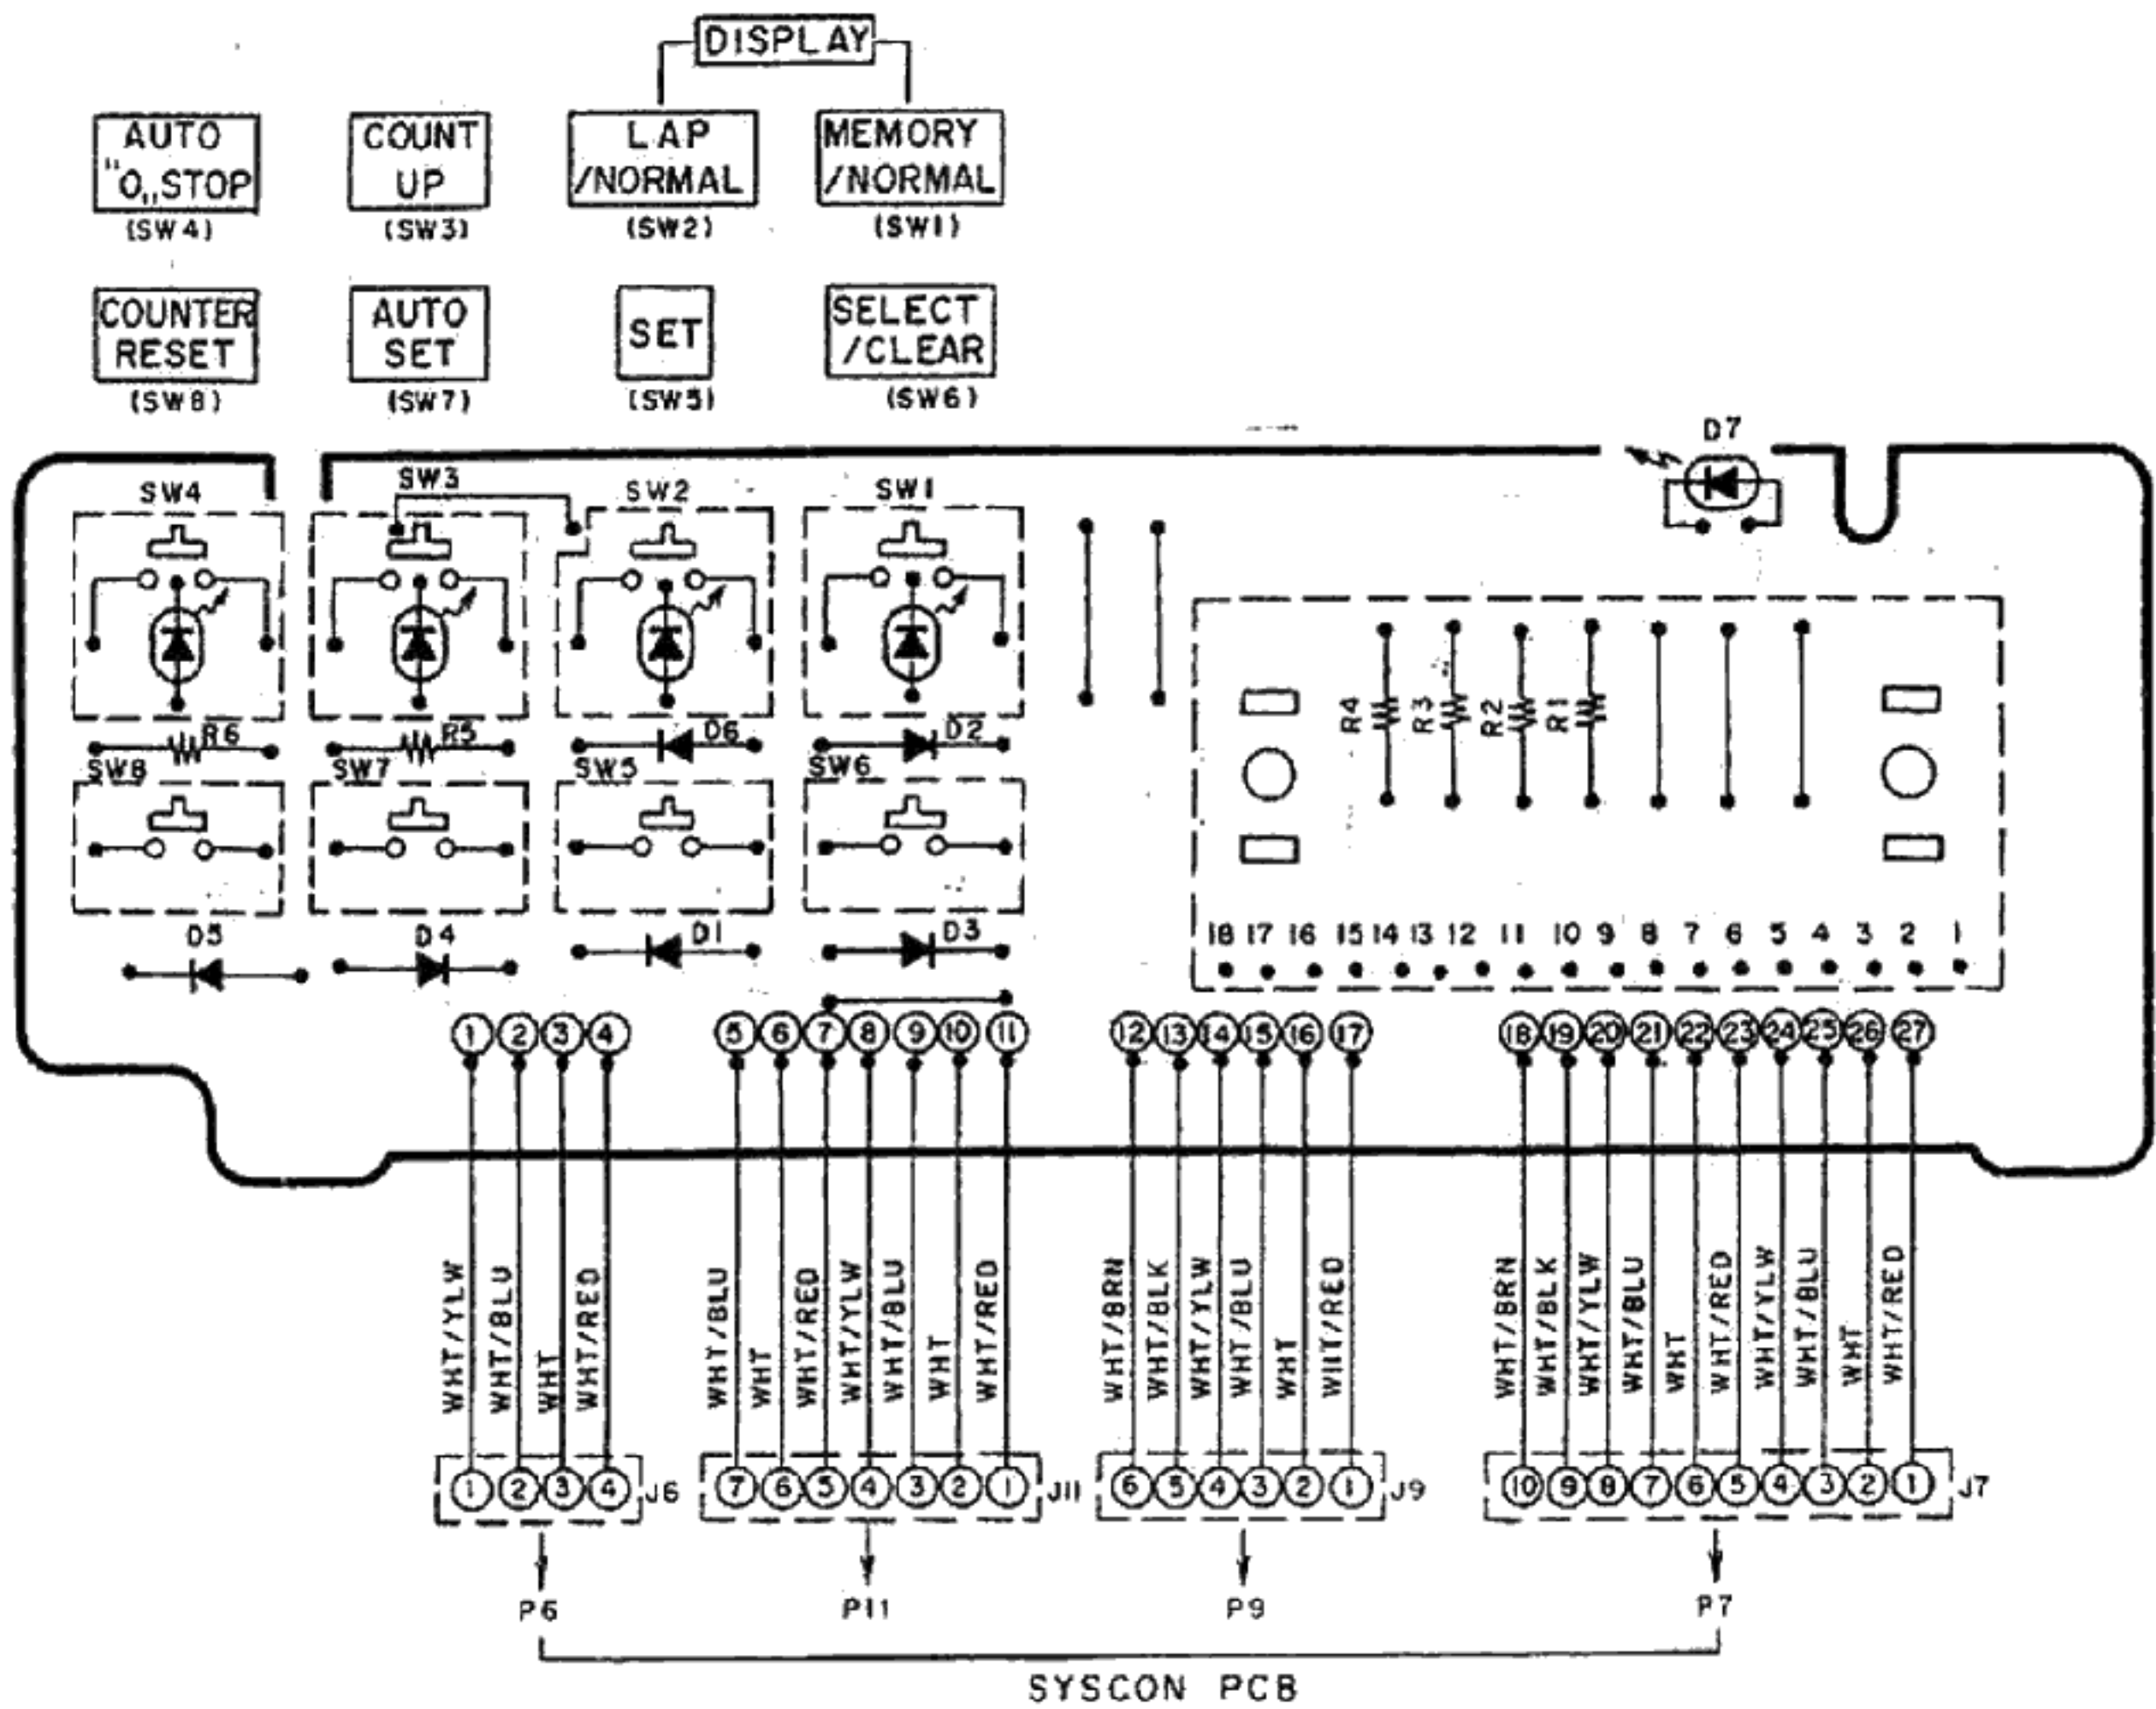 DISPLAY
AUTO
"O„STOP
(SW4)
COUNT
UP
(SW3)
LAP
/NORMAL
(SW2)
MEMORY
/NORMAL
(SW1)
COUNTER
RESET
(SW8)
AUTO
SET
(SW7)
SET
(SW5)
SELECT
/CLEAR
(SW6)
D7
SW4 SW3 SW2 SW1
R4 R3 R2 R1
R6 R5 D6 D2
SW8 SW7 SW5 SW6
D5 D4 D1 D3
18 17 16 15 14 13 12 11 10 9 8 7 6 5 4 3 2 1
1 2 3 4 5 6 7 8 9 10 11 12 13 14 15 16 17 18 19 20 21 22 23 24 25 26 27
WHT/YLW
WHT/BLU
WHT
WHT/RED
WHT/BLU
WHT
WHT/RED
WHT/YLW
WHT/BLU
WHT
WHT/RED
WHT/BRN
WHT/BLK
WHT/YLW
WHT/BLU
WHT
WHT/RED
WHT/BRN
WHT/BLK
WHT/YLW
WHT/BLU
WHT
WHT/RED
WHT/YLW
WHT/BLU
WHT
WHT/RED
1 2 3 4 J6
7 6 5 4 3 2 1 J11
6 5 4 3 2 1 J9
10 9 8 7 6 5 4 3 2 1 J7
P6 P11 P9 P7
SYSCON PCB